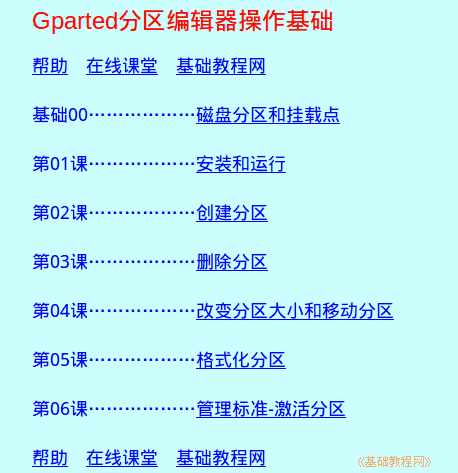 Gparted分区编辑器操作基础
帮助 在线课堂 基础教程网
基础00………………磁盘分区和挂载点
第01课………………安装和运行
第02课………………创建分区
第03课………………删除分区
第04课………………改变分区大小和移动分区
第05课………………格式化分区
第06课………………管理标准-激活分区
帮助 在线课堂 基础教程网
《基础教程网》